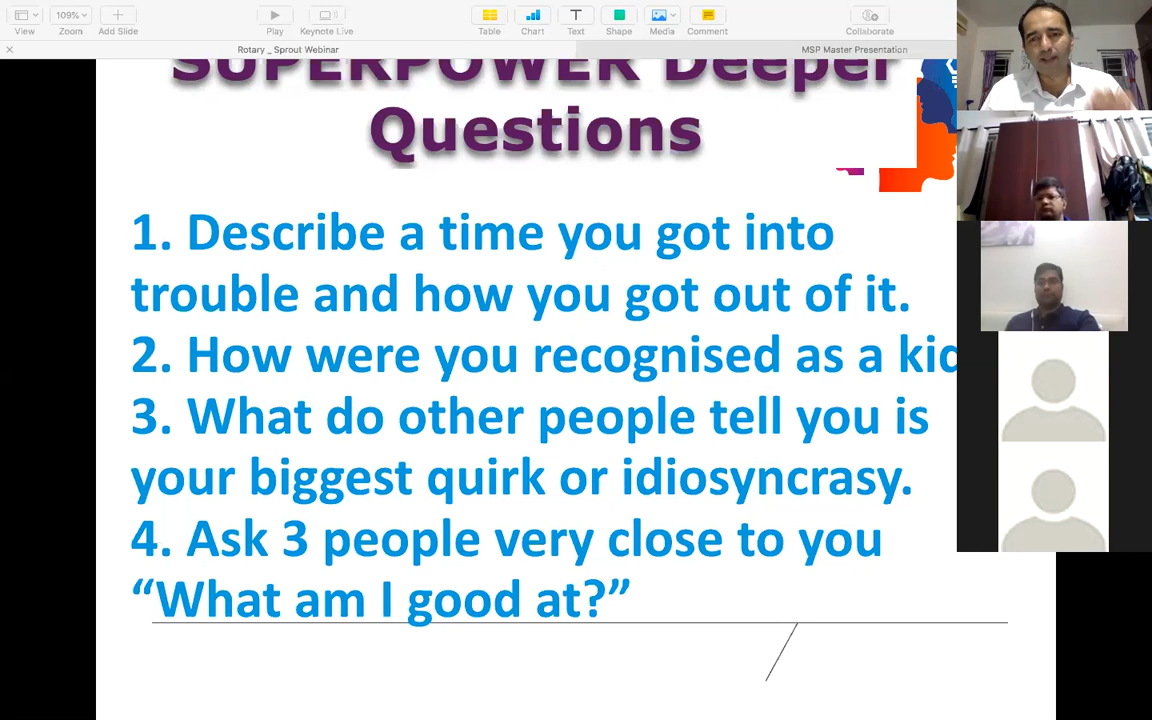 109%
View
Zoom
Add Slide
Play
Keynote Live
Table
Chart
Text
Shape
Media
Comment
Collaborate
Rotary _ Sprout Webinar
MSP Master Presentation
SUPERPOWER Deeper
Questions
1. Describe a time you got into
trouble and how you got out of it.
2. How were you recognised as a kid
3. What do other people tell you is
your biggest quirk or idiosyncrasy.
4. Ask 3 people very close to you
“What am I good at?”